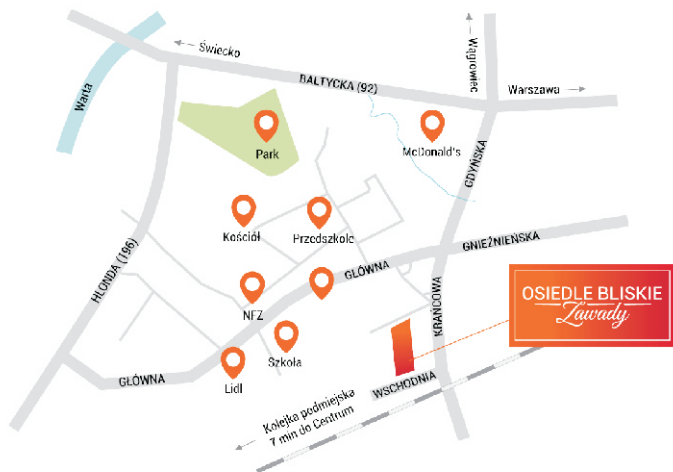 Świecko
Wągrowiec
Warszawa
BAŁTYCKA (92)
Warta
Park
McDonald's
GDYŃSKA
Kościół
Przedszkole
GNIEŹNIEŃSKA
HLONDA (196)
GŁÓWNA
NFZ
KRAŃCOWA
OSIEDLE BLISKIE
Zawady
Szkoła
Lidl
GŁÓWNA
WSCHODNIA
Kolejka podmiejska
7 min do Centrum